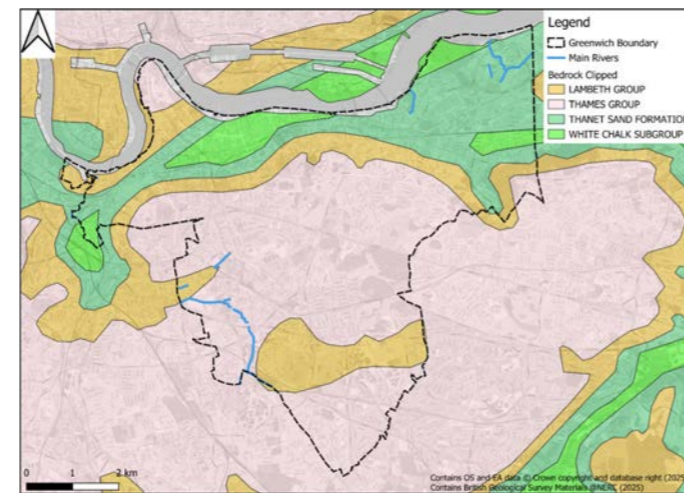 Legend
Greenwich Boundary
Main Rivers
Bedrock Clipped
LAMBETH GROUP
THAMES GROUP
THANET SAND FORMATION
WHITE CHALK SUBGROUP
0 1 2 km
Contains OS and EA data © Crown copyright and database right (2025)
Contains British Geological Survey Materials @NERC (2025)